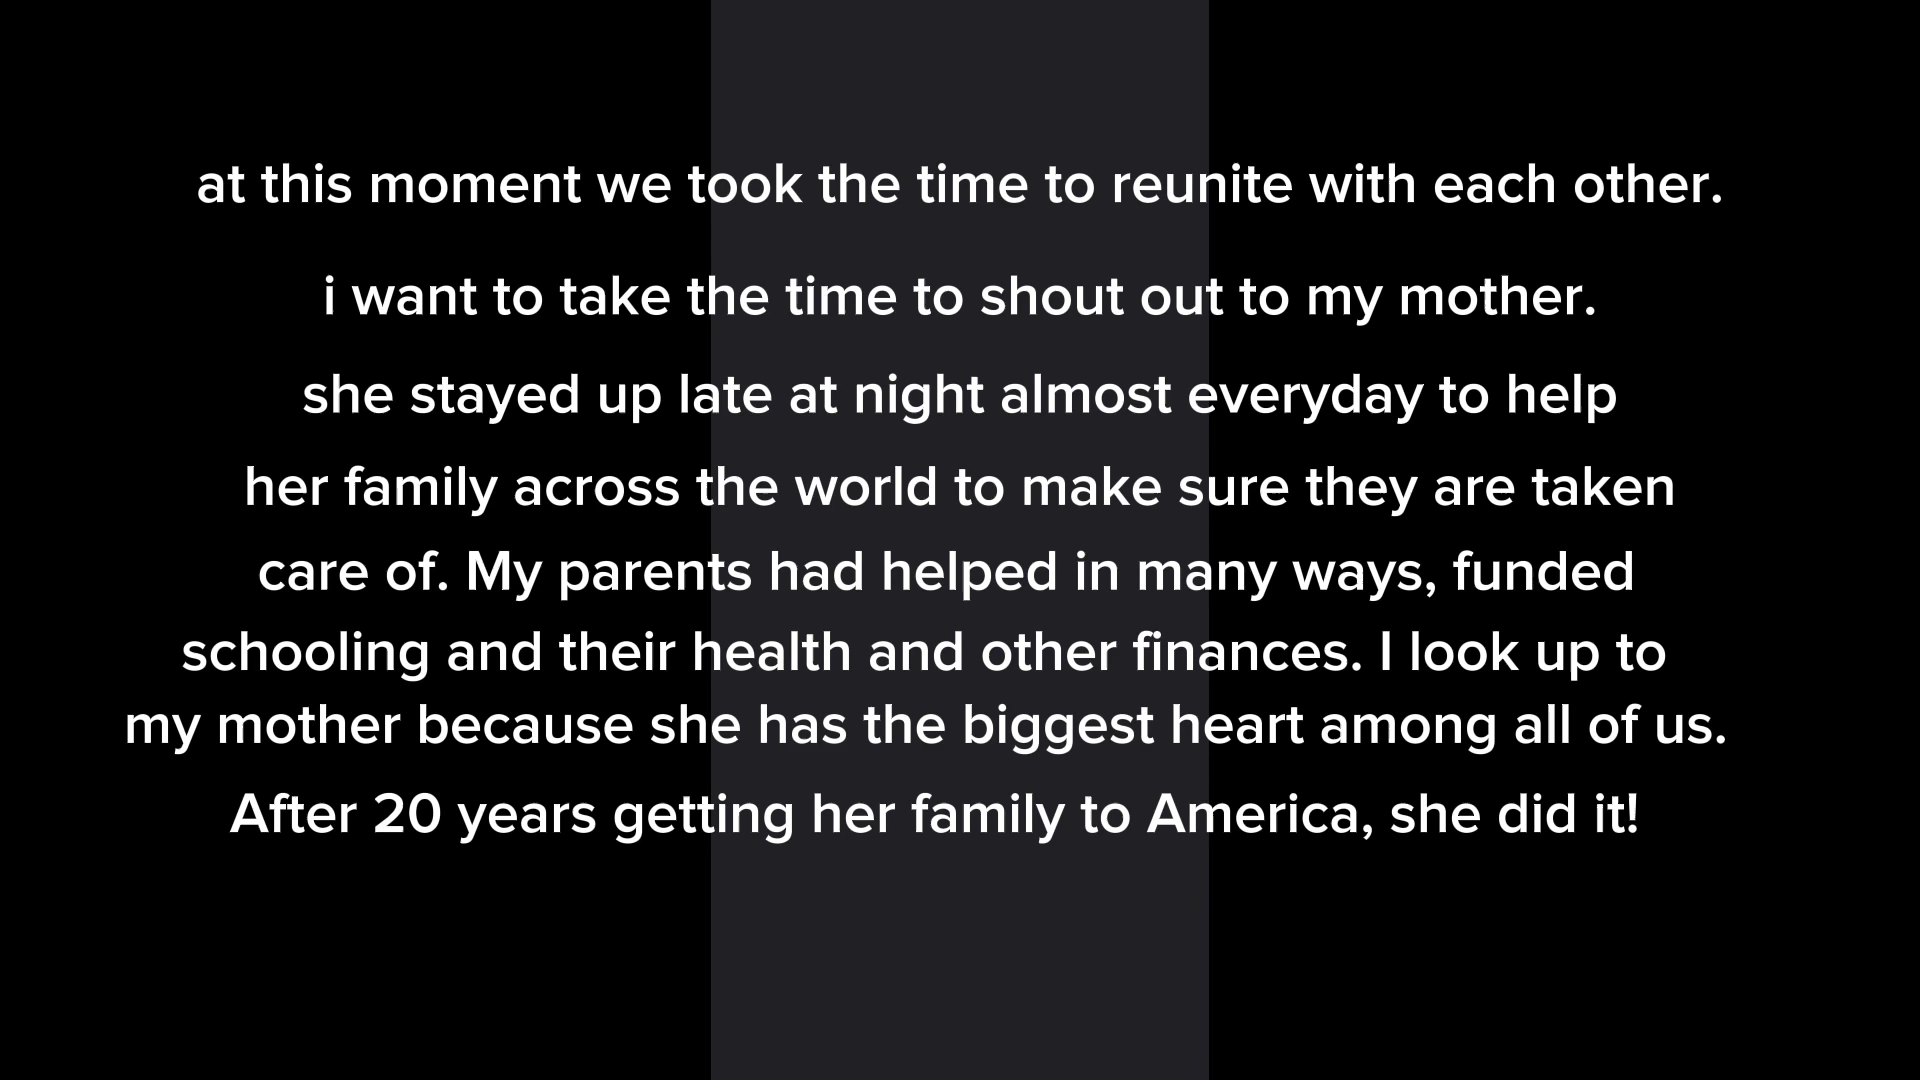 at this moment we took the time to reunite with each other.
i want to take the time to shout out to my mother.
she stayed up late at night almost everyday to help
her family across the world to make sure they are taken
care of. My parents had helped in many ways, funded
schooling and their health and other finances. I look up to
my mother because she has the biggest heart among all of us.
After 20 years getting her family to America, she did it!